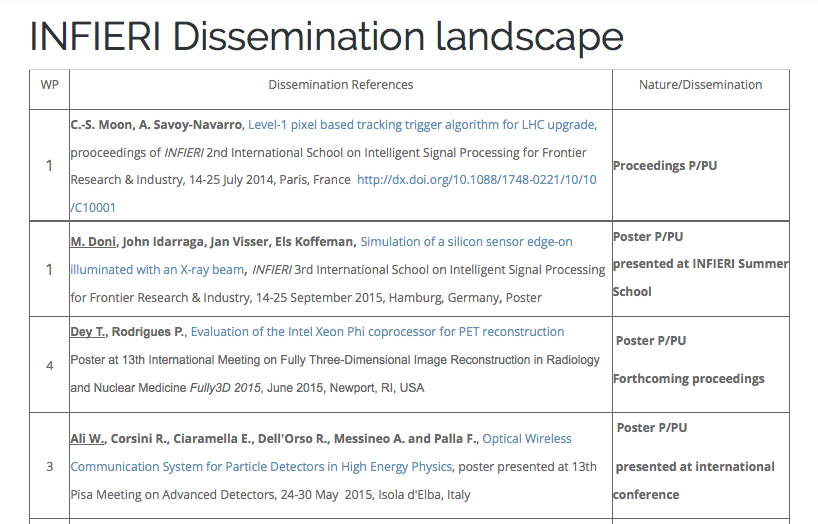 INFIERI Dissemination landscape
WP
Dissemination References
Nature/Dissemination
1
C.-S. Moon, A. Savoy-Navarro, Level-1 pixel based tracking trigger algorithm for LHC upgrade,
prooceedings of INFIERI 2nd International School on Intelligent Signal Processing for Frontier
Research & Industry, 14-25 July 2014, Paris, France http://dx.doi.org/10.1088/1748-0221/10/10
/C10001
Proceedings P/PU
1
M. Doni, John Idarraga, Jan Visser, Els Koffeman, Simulation of a silicon sensor edge-on
illuminated with an X-ray beam, INFIERI 3rd International School on Intelligent Signal Processing
for Frontier Research & Industry, 14-25 September 2015, Hamburg, Germany, Poster
Poster P/PU
presented at INFIERI Summer
School
4
Dey T., Rodrigues P., Evaluation of the Intel Xeon Phi coprocessor for PET reconstruction
Poster at 13th International Meeting on Fully Three-Dimensional Image Reconstruction in Radiology
and Nuclear Medicine Fully3D 2015, June 2015, Newport, RI, USA
Poster P/PU
Forthcoming proceedings
3
Ali W., Corsini R., Ciaramella E., Dell'Orso R., Messineo A. and Palla F., Optical Wireless
Communication System for Particle Detectors in High Energy Physics, poster presented at 13th
Pisa Meeting on Advanced Detectors, 24-30 May 2015, Isola d'Elba, Italy
Poster P/PU
presented at international
conference